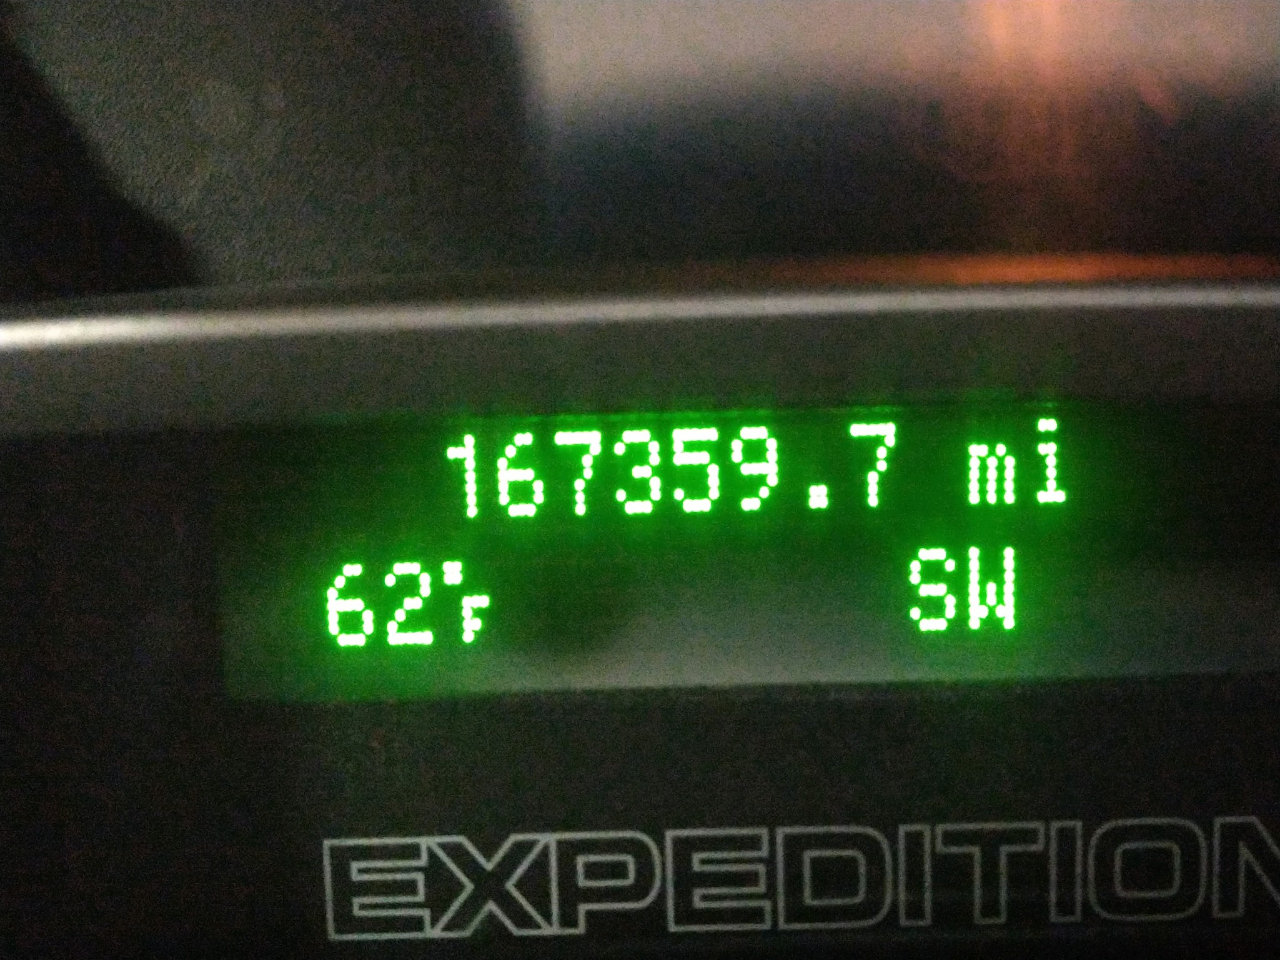 167359.7 mi
62°F SW
EXPEDITION